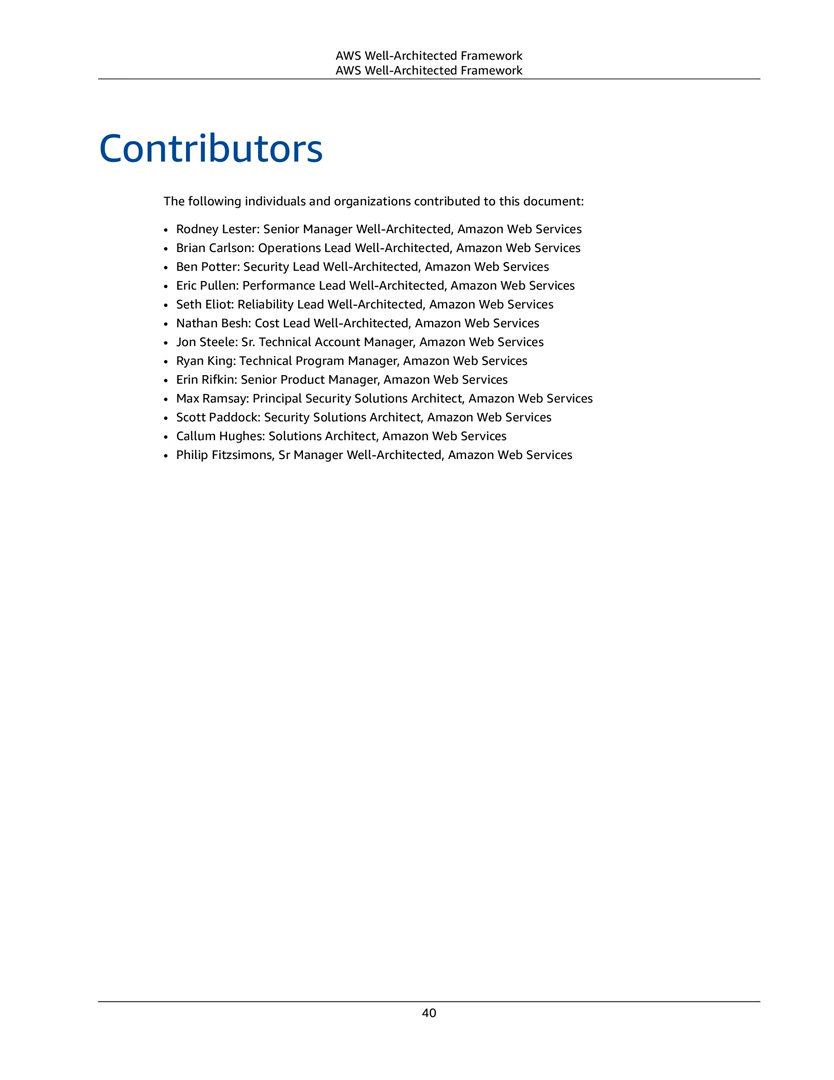 AWS Well-Architected Framework
AWS Well-Architected Framework
Contributors
The following individuals and organizations contributed to this document:
• Rodney Lester: Senior Manager Well-Architected, Amazon Web Services
• Brian Carlson: Operations Lead Well-Architected, Amazon Web Services
• Ben Potter: Security Lead Well-Architected, Amazon Web Services
• Eric Pullen: Performance Lead Well-Architected, Amazon Web Services
• Seth Eliot: Reliability Lead Well-Architected, Amazon Web Services
• Nathan Besh: Cost Lead Well-Architected, Amazon Web Services
• Jon Steele: Sr. Technical Account Manager, Amazon Web Services
• Ryan King: Technical Program Manager, Amazon Web Services
• Erin Rifkin: Senior Product Manager, Amazon Web Services
• Max Ramsay: Principal Security Solutions Architect, Amazon Web Services
• Scott Paddock: Security Solutions Architect, Amazon Web Services
• Callum Hughes: Solutions Architect, Amazon Web Services
• Philip Fitzsimons, Sr Manager Well-Architected, Amazon Web Services
40